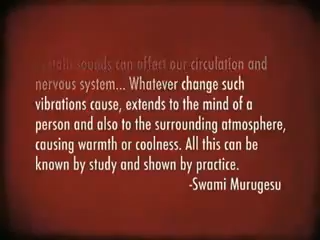 Certain sounds can affect our circulation and
nervous system... Whatever change such
vibrations cause, extends to the mind of a
person and also to the surrounding atmosphere,
causing warmth or coolness. All this can be
known by study and shown by practice.
-Swami Murugesu